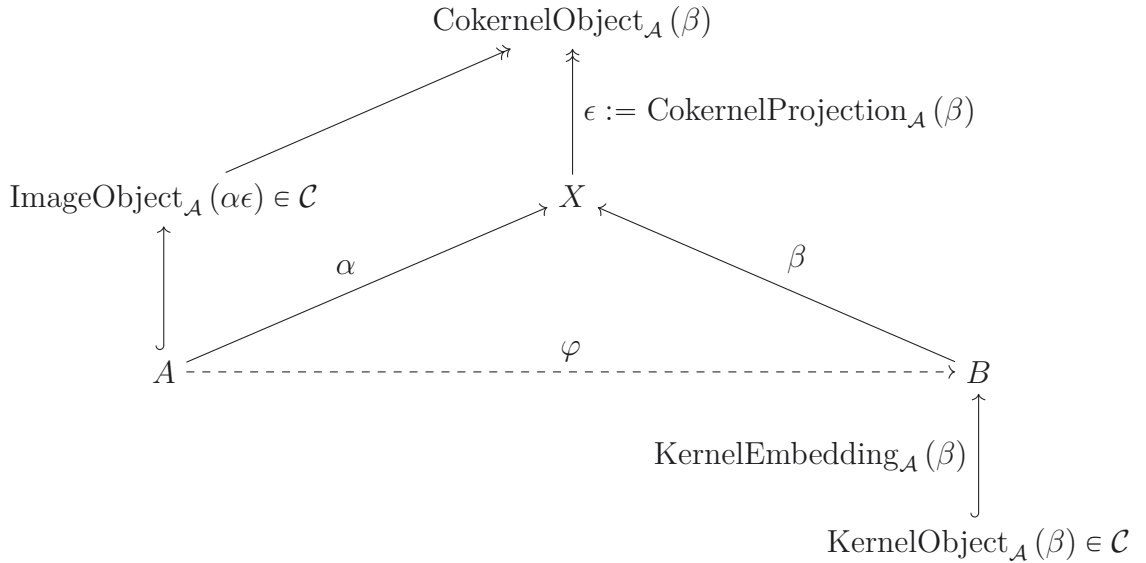 CokernelObject_𝒜 (β)
ϵ := CokernelProjection_𝒜 (β)
ImageObject_𝒜 (αϵ) ∈ 𝒞
X
α
β
φ
A
B
KernelEmbedding_𝒜 (β)
KernelObject_𝒜 (β) ∈ 𝒞